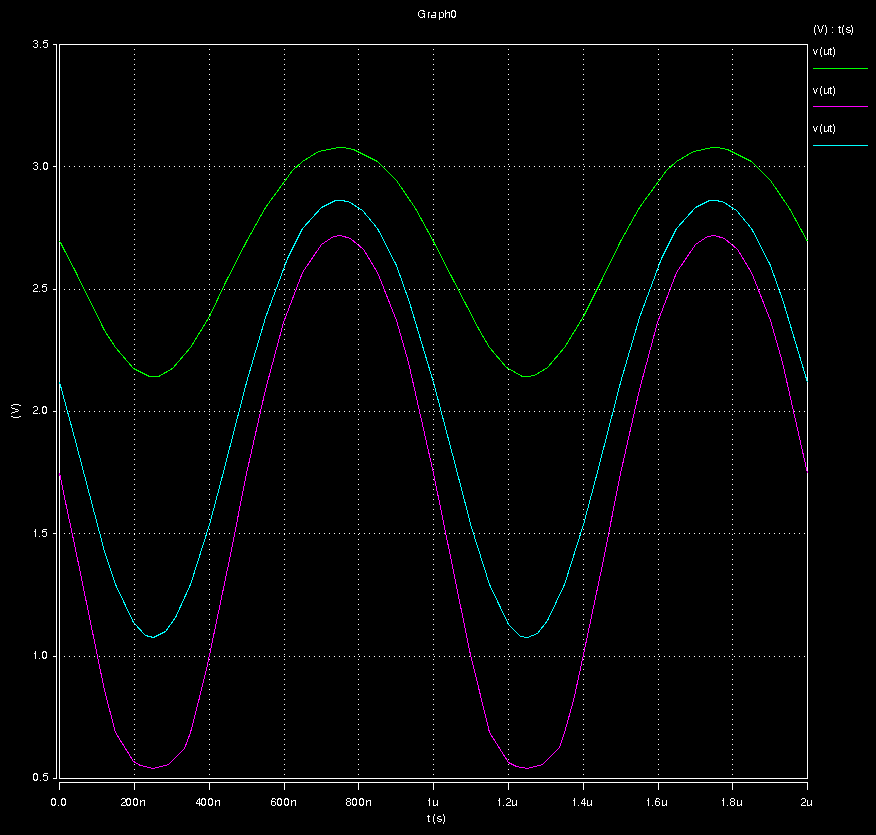 Graph0
(V) : t(s)
v(ut)
v(ut)
v(ut)
3.5
3.0
2.5
2.0
(V)
1.5
1.0
0.5
0.0 200n 400n 600n 800n 1u 1.2u 1.4u 1.6u 1.8u 2u
t(s)